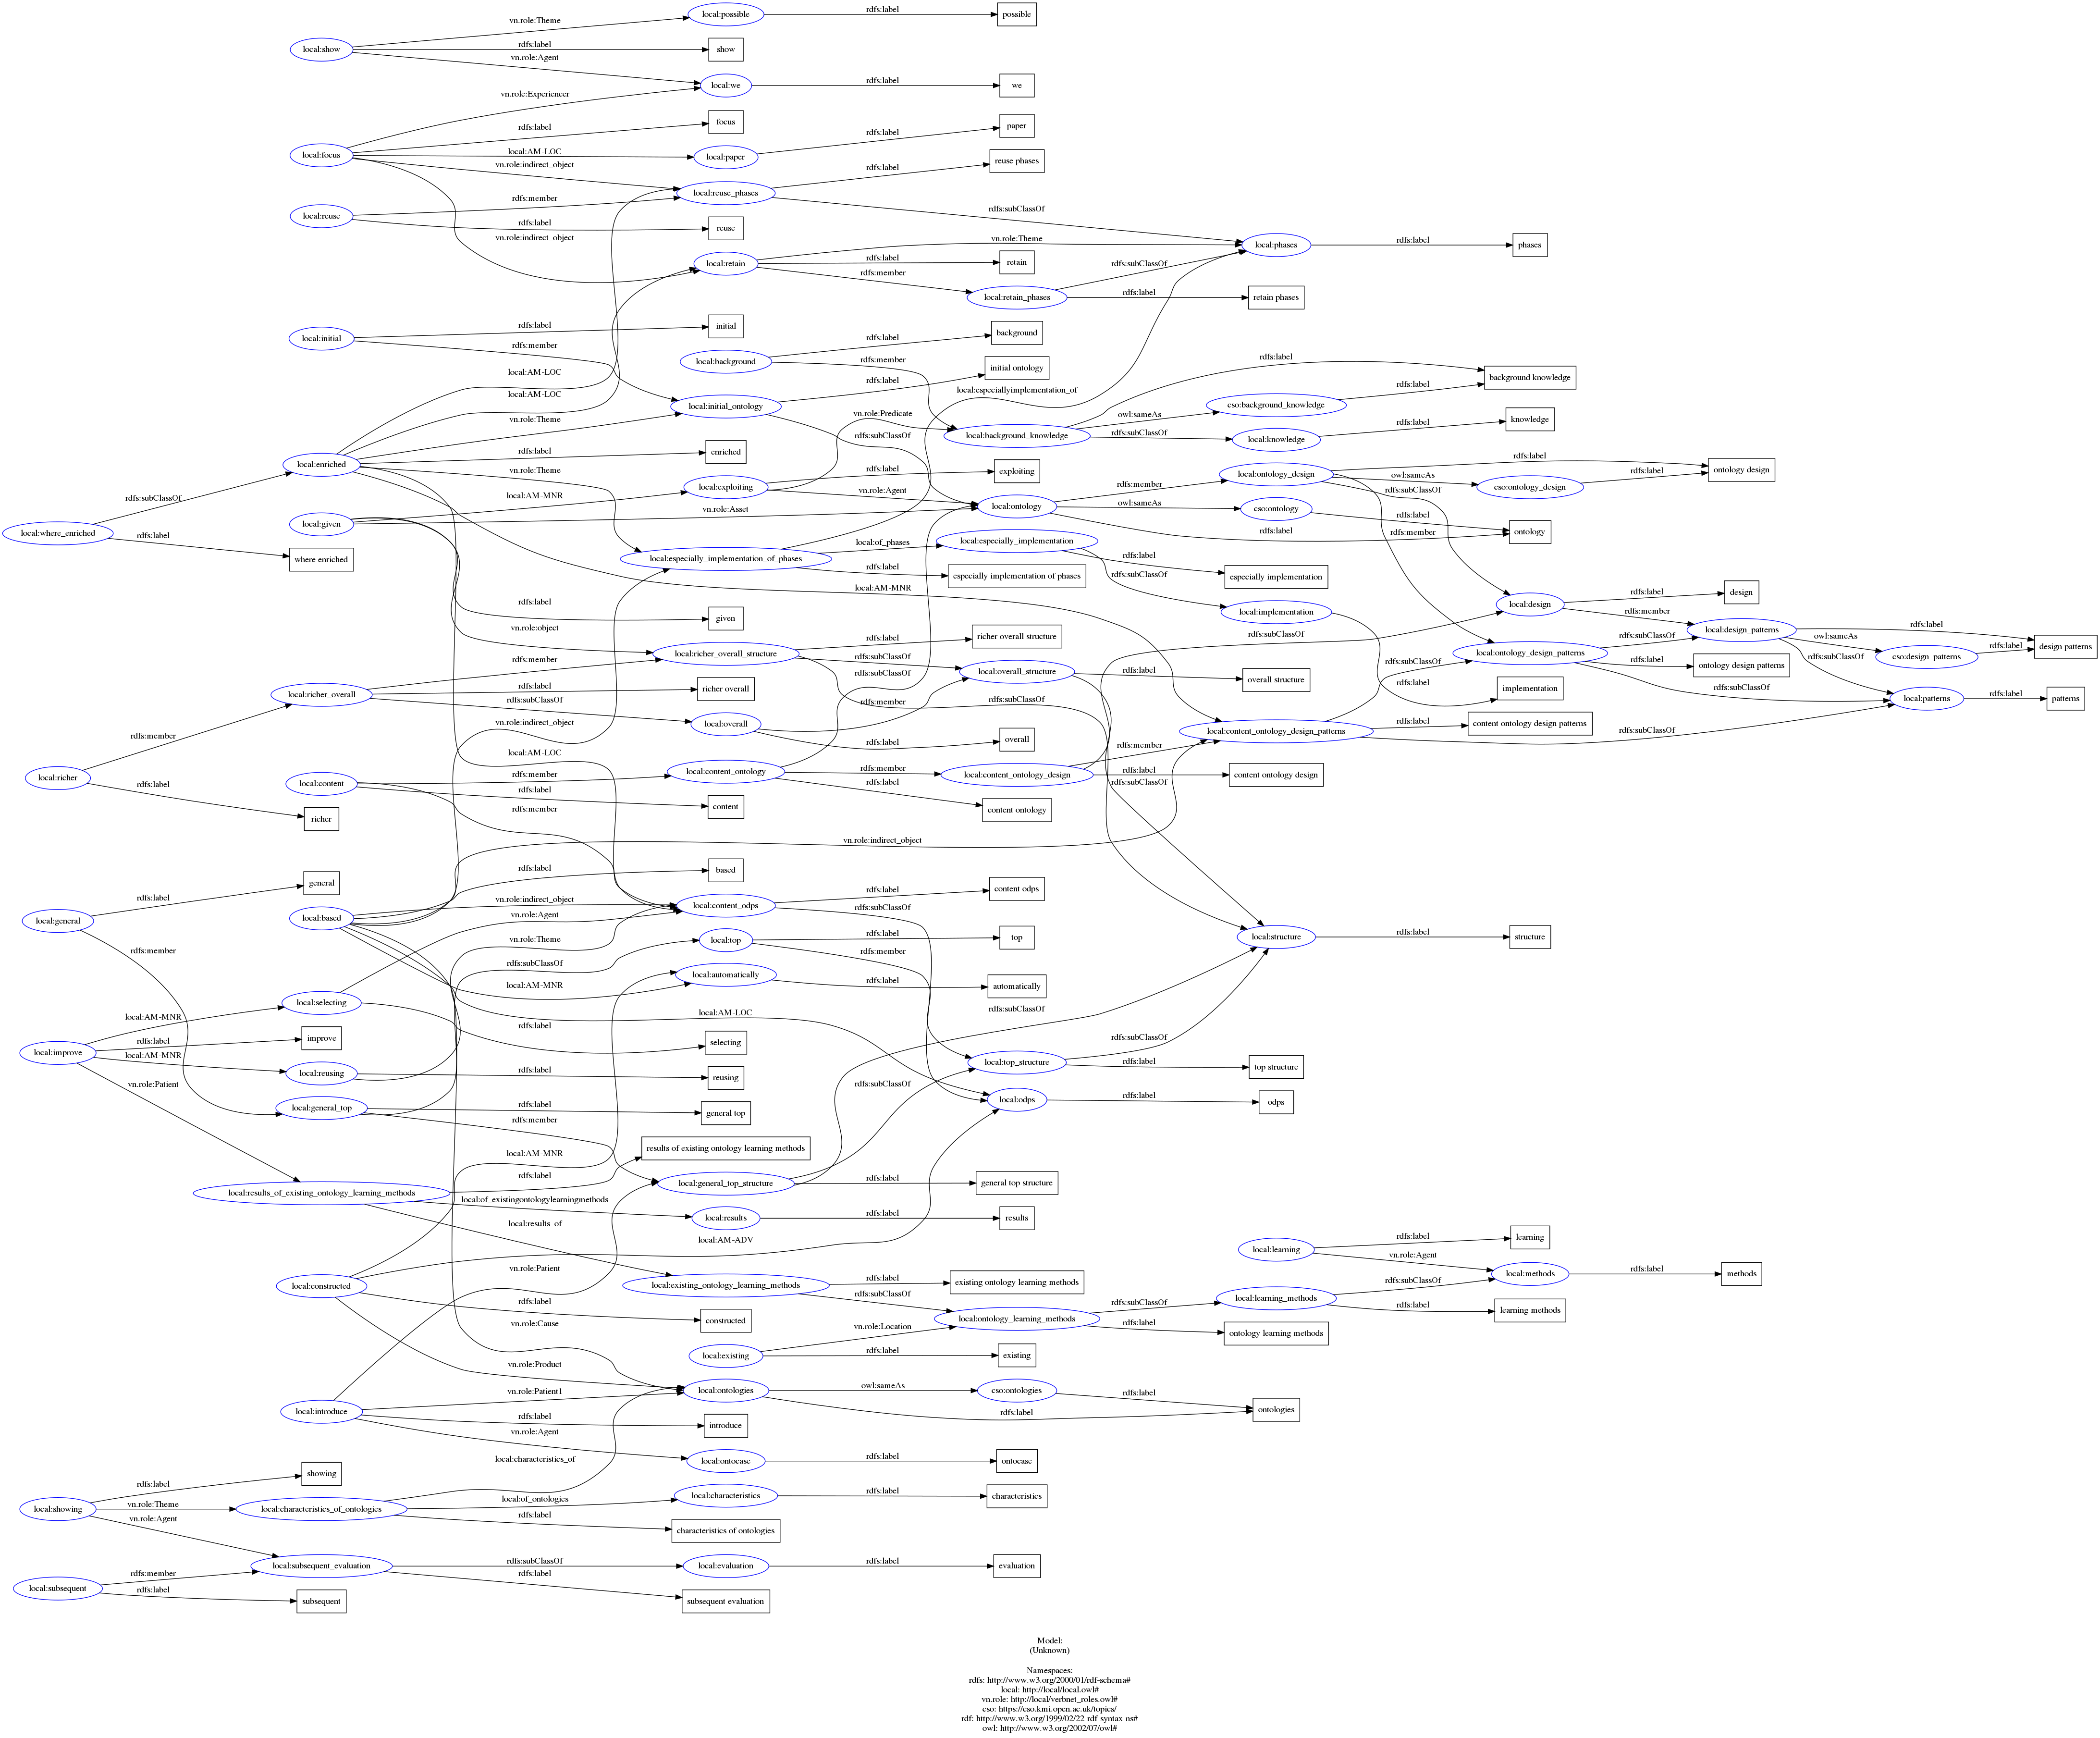 local:possible
rdfs:label
possible
vn.role:Theme
local:show
rdfs:label
show
vn.role:Agent
local:we
rdfs:label
we
vn.role:Experiencer
local:focus
rdfs:label
focus
local:AM-LOC
local:paper
rdfs:label
paper
vn.role:indirect_object
local:reuse_phases
rdfs:label
reuse phases
rdfs:subClassOf
local:reuse
rdfs:member
rdfs:label
reuse
vn.role:indirect_object
local:retain
vn.role:Theme
rdfs:label
retain
rdfs:member
local:retain_phases
rdfs:subClassOf
rdfs:label
retain phases
local:phases
rdfs:label
phases
local:initial
rdfs:label
initial
rdfs:member
local:background
rdfs:label
background
rdfs:member
local:AM-LOC
local:AM-LOC
vn.role:Theme
local:initial_ontology
rdfs:label
initial ontology
rdfs:subClassOf
local:especiallyimplementation_of
vn.role:Predicate
local:background_knowledge
rdfs:label
background knowledge
owl:sameAs
cso:background_knowledge
rdfs:label
rdfs:subClassOf
local:knowledge
rdfs:label
knowledge
local:enriched
rdfs:label
enriched
vn.role:Theme
rdfs:subClassOf
local:where_enriched
rdfs:label
where enriched
local:given
local:AM-MNR
local:exploiting
rdfs:label
exploiting
vn.role:Agent
vn.role:Asset
local:ontology
rdfs:member
local:ontology_design
rdfs:label
ontology design
owl:sameAs
cso:ontology_design
rdfs:label
rdfs:subClassOf
owl:sameAs
cso:ontology
rdfs:label
ontology
rdfs:label
rdfs:member
local:especially_implementation_of_phases
local:of_phases
local:especially_implementation
rdfs:label
especially implementation
rdfs:label
especially implementation of phases
rdfs:subClassOf
local:implementation
rdfs:label
implementation
local:AM-MNR
rdfs:label
given
vn.role:object
local:design
rdfs:label
design
rdfs:member
local:design_patterns
rdfs:label
design patterns
owl:sameAs
cso:design_patterns
rdfs:label
rdfs:subClassOf
rdfs:subClassOf
local:ontology_design_patterns
rdfs:subClassOf
rdfs:label
ontology design patterns
rdfs:subClassOf
local:patterns
rdfs:label
patterns
local:richer_overall_structure
rdfs:label
richer overall structure
rdfs:subClassOf
local:overall_structure
rdfs:label
overall structure
rdfs:subClassOf
rdfs:subClassOf
rdfs:subClassOf
local:richer_overall
rdfs:member
rdfs:label
richer overall
rdfs:subClassOf
local:overall
rdfs:member
rdfs:label
overall
vn.role:indirect_object
local:content_ontology_design_patterns
rdfs:subClassOf
rdfs:label
content ontology design patterns
rdfs:subClassOf
local:richer
rdfs:member
rdfs:label
richer
local:AM-LOC
local:content
rdfs:member
local:content_ontology
rdfs:member
local:content_ontology_design
rdfs:member
rdfs:label
content ontology design
rdfs:label
content
rdfs:member
rdfs:label
content ontology
vn.role:indirect_object
local:general
rdfs:label
general
rdfs:member
local:based
rdfs:label
based
vn.role:indirect_object
local:content_odps
rdfs:label
content odps
rdfs:subClassOf
vn.role:Agent
vn.role:Theme
rdfs:subClassOf
local:top
rdfs:label
top
rdfs:member
local:structure
rdfs:label
structure
local:automatically
rdfs:label
automatically
local:AM-MNR
local:AM-LOC
rdfs:subClassOf
local:selecting
rdfs:label
selecting
local:improve
local:AM-MNR
rdfs:label
improve
local:AM-MNR
local:reusing
rdfs:label
reusing
vn.role:Patient
local:top_structure
rdfs:subClassOf
rdfs:label
top structure
rdfs:subClassOf
local:odps
rdfs:label
odps
local:general_top
rdfs:label
general top
rdfs:member
local:AM-MNR
results of existing ontology learning methods
rdfs:label
local:general_top_structure
rdfs:label
general top structure
local:results_of_existing_ontology_learning_methods
local:of_existingontologylearningmethods
local:results
rdfs:label
results
local:results_of
local:AM-ADV
vn.role:Patient
local:constructed
rdfs:label
constructed
vn.role:Cause
vn.role:Product
local:existing_ontology_learning_methods
rdfs:label
existing ontology learning methods
rdfs:subClassOf
local:ontology_learning_methods
rdfs:subClassOf
local:learning_methods
rdfs:subClassOf
rdfs:label
learning methods
rdfs:label
ontology learning methods
local:learning
rdfs:label
learning
vn.role:Agent
local:methods
rdfs:label
methods
local:existing
vn.role:Location
rdfs:label
existing
local:ontologies
owl:sameAs
cso:ontologies
rdfs:label
ontologies
rdfs:label
local:introduce
vn.role:Patient1
rdfs:label
introduce
vn.role:Agent
local:ontocase
rdfs:label
ontocase
local:characteristics_of
local:showing
rdfs:label
showing
vn.role:Theme
local:characteristics_of_ontologies
local:of_ontologies
local:characteristics
rdfs:label
characteristics
rdfs:label
characteristics of ontologies
vn.role:Agent
local:subsequent_evaluation
rdfs:subClassOf
local:evaluation
rdfs:label
evaluation
rdfs:label
subsequent evaluation
local:subsequent
rdfs:member
rdfs:label
subsequent
Model:
(Unknown)
Namespaces:
rdfs: http://www.w3.org/2000/01/rdf-schema#
local: http://local/local.owl#
vn.role: http://local/verbnet_roles.owl#
cso: https://cso.kmi.open.ac.uk/topics/
rdf: http://www.w3.org/1999/02/22-rdf-syntax-ns#
owl: http://www.w3.org/2002/07/owl#